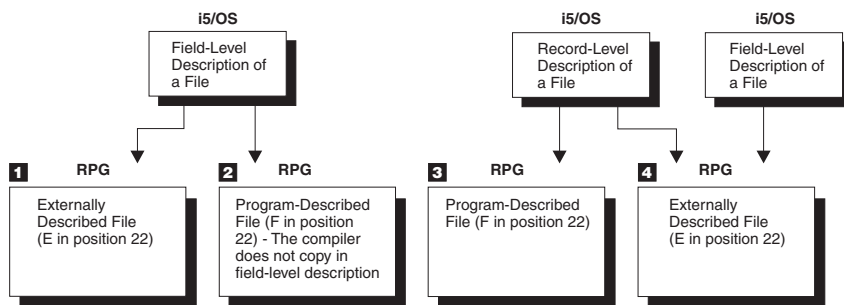 i5/OS
i5/OS
i5/OS
Field-Level
Description of
a File
Record-Level
Description of
a File
Field-Level
Description of
a File
1 RPG
2 RPG
3 RPG
4 RPG
Externally
Described File
(E in position 22)
Program-Described
File (F in position
22) - The compiler
does not copy in
field-level description
Program-Described
File (F in position 22)
Externally
Described File
(E in position 22)